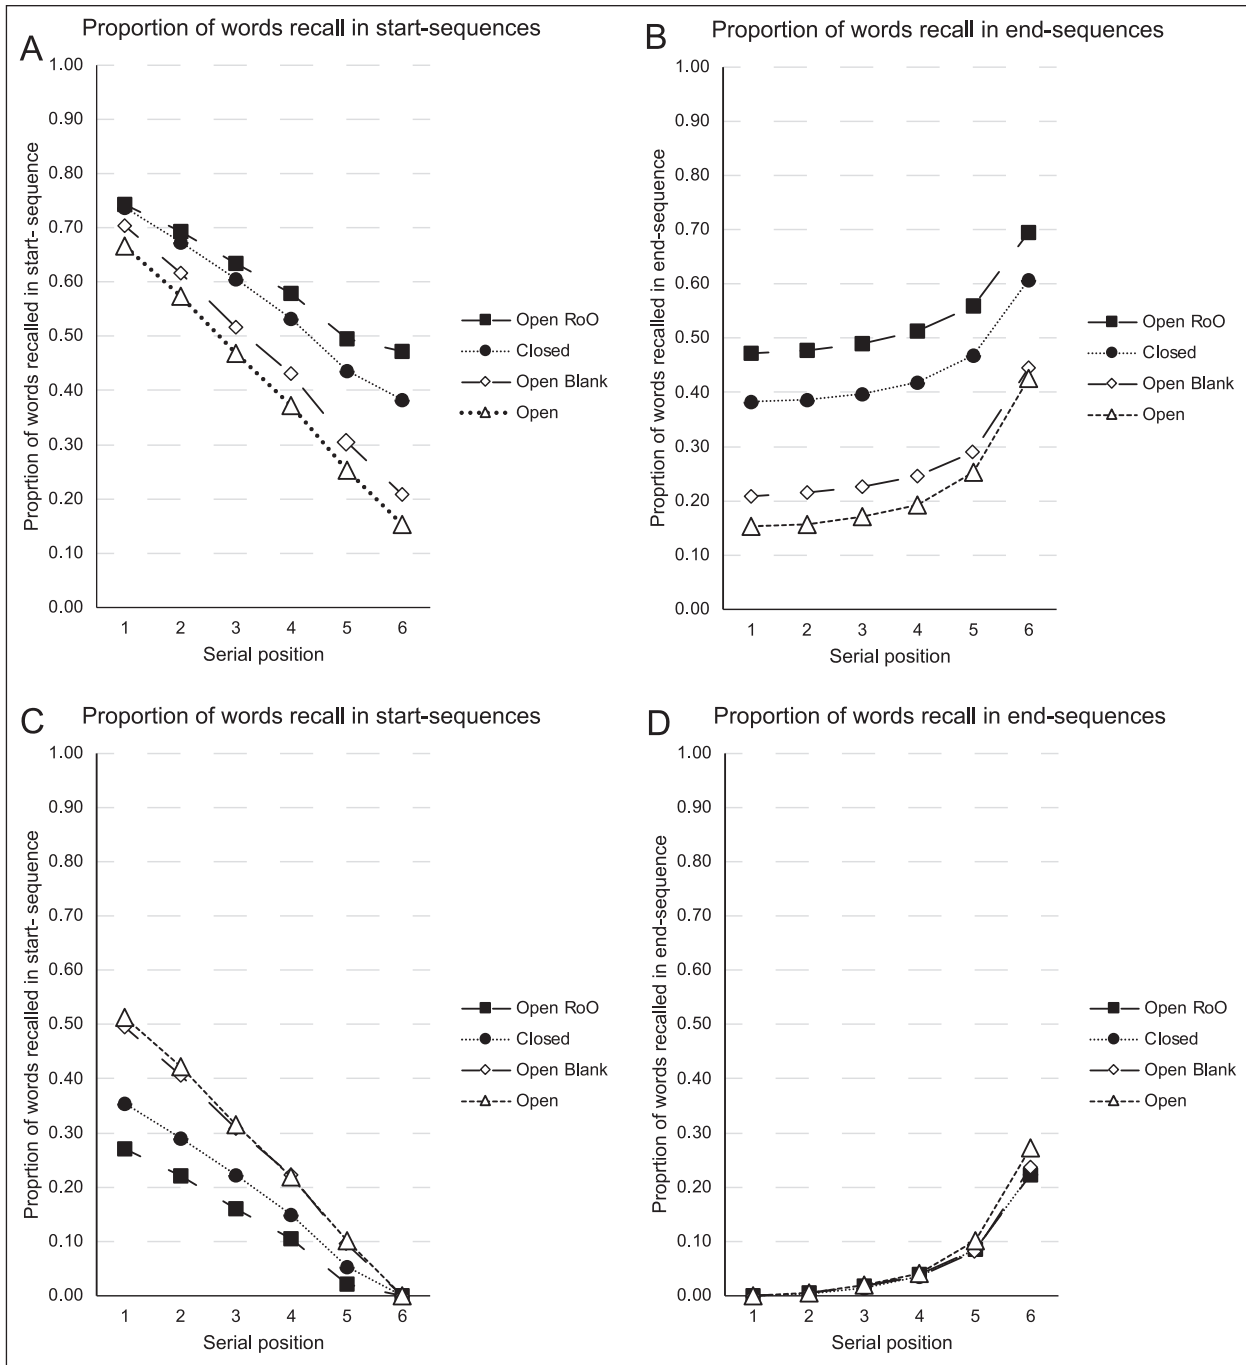 A
Proportion of words recall in start-sequences
1.00
0.90
0.80
0.70
0.60
0.50
0.40
0.30
0.20
0.10
0.00
Proprtion of words recalled in start- sequence
1 2 3 4 5 6
Serial position
Open RoO
Closed
Open Blank
Open
B
Proportion of words recall in end-sequences
1.00
0.90
0.80
0.70
0.60
0.50
0.40
0.30
0.20
0.10
0.00
Proprtion of words recalled in end-sequence
1 2 3 4 5 6
Serial position
Open RoO
Closed
Open Blank
Open
C
Proportion of words recall in start-sequences
1.00
0.90
0.80
0.70
0.60
0.50
0.40
0.30
0.20
0.10
0.00
Proprtion of words recalled in start- sequence
1 2 3 4 5 6
Serial position
Open RoO
Closed
Open Blank
Open
D
Proportion of words recall in end-sequences
1.00
0.90
0.80
0.70
0.60
0.50
0.40
0.30
0.20
0.10
0.00
Proprtion of words recalled in end-sequence
1 2 3 4 5 6
Serial position
Open RoO
Closed
Open Blank
Open